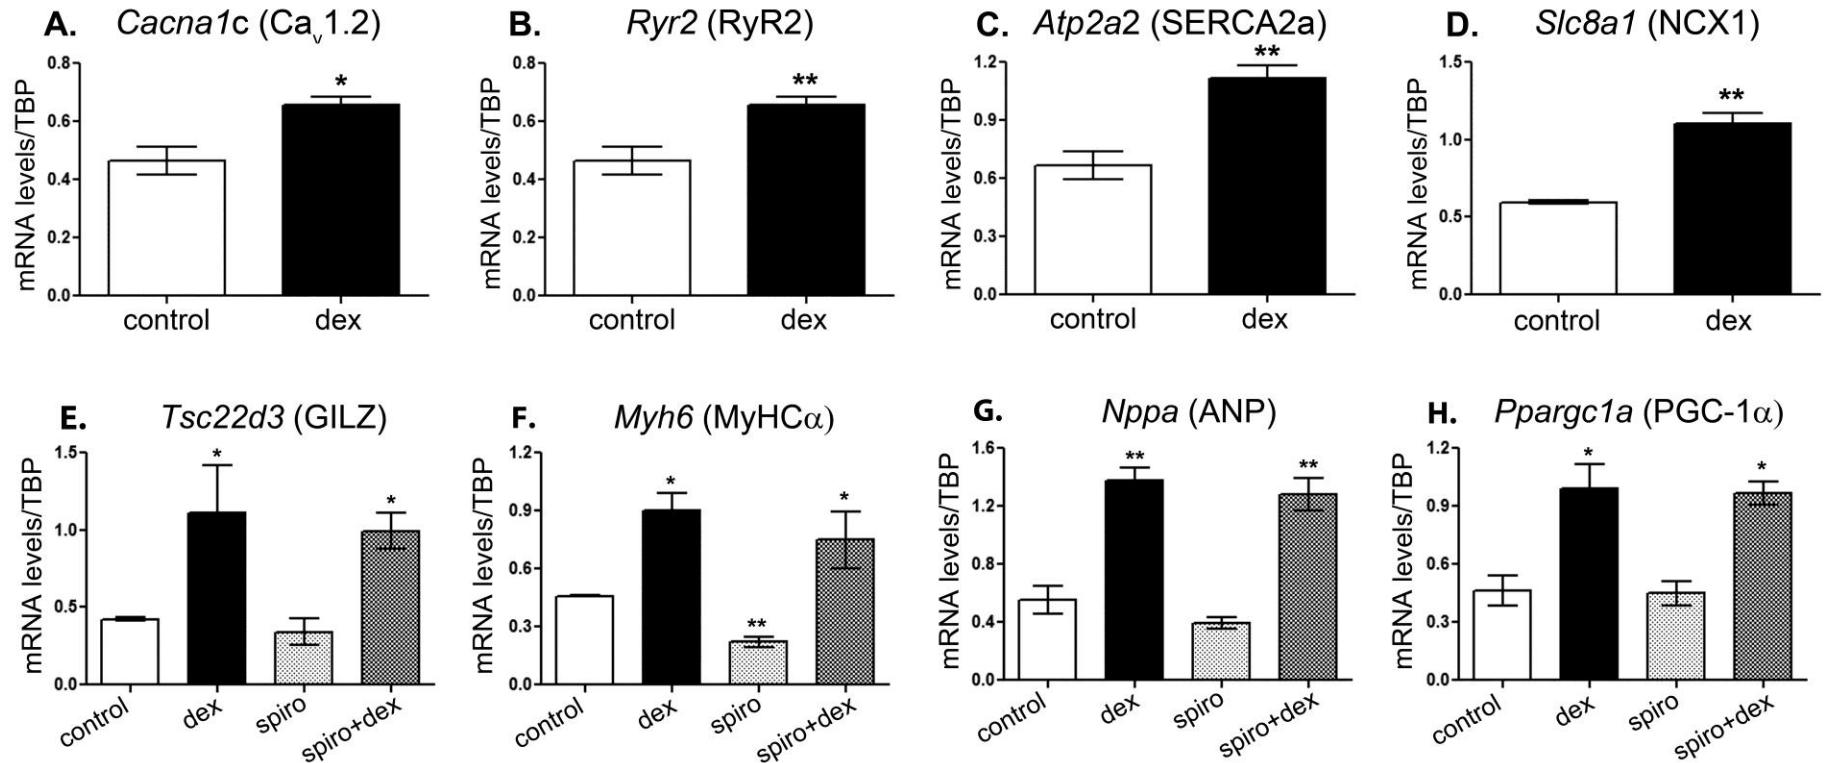 A. Cacna1c (Cav1.2)
mRNA levels/TBP
0.8
0.6
0.4
0.2
0.0
*
control dex
B. Ryr2 (RyR2)
mRNA levels/TBP
0.8
0.6
0.4
0.2
0.0
**
control dex
C. Atp2a2 (SERCA2a)
mRNA levels/TBP
1.2
0.9
0.6
0.3
0.0
**
control dex
D. Slc8a1 (NCX1)
mRNA levels/TBP
1.5
1.0
0.5
0.0
**
control dex
E. Tsc22d3 (GILZ)
mRNA levels/TBP
1.5
1.0
0.5
0.0
* *
control dex spiro spiro+dex
F. Myh6 (MyHCα)
mRNA levels/TBP
1.2
0.9
0.6
0.3
0.0
* ** *
control dex spiro spiro+dex
G. Nppa (ANP)
mRNA levels/TBP
1.6
1.2
0.8
0.4
0.0
** **
control dex spiro spiro+dex
H. Ppargc1a (PGC-1α)
mRNA levels/TBP
1.2
0.9
0.6
0.3
0.0
* *
control dex spiro spiro+dex